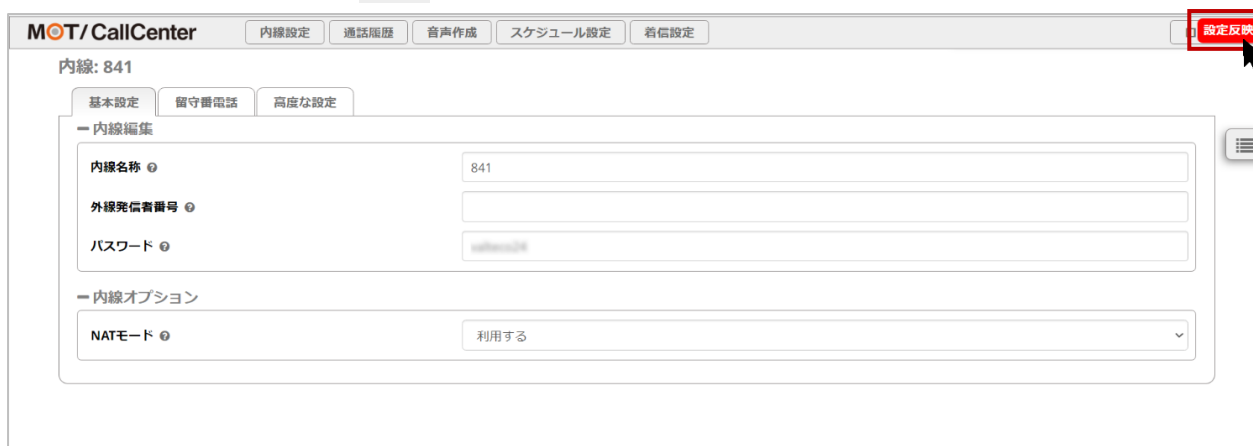 MOT/CallCenter 内線設定 通話履歴 音声作成 スケジュール設定 着信設定 設定反映
内線: 841
基本設定 留守番電話 高度な設定
内線編集
内線名称 841
外線発信者番号
パスワード
内線オプション
NATモード 利用する